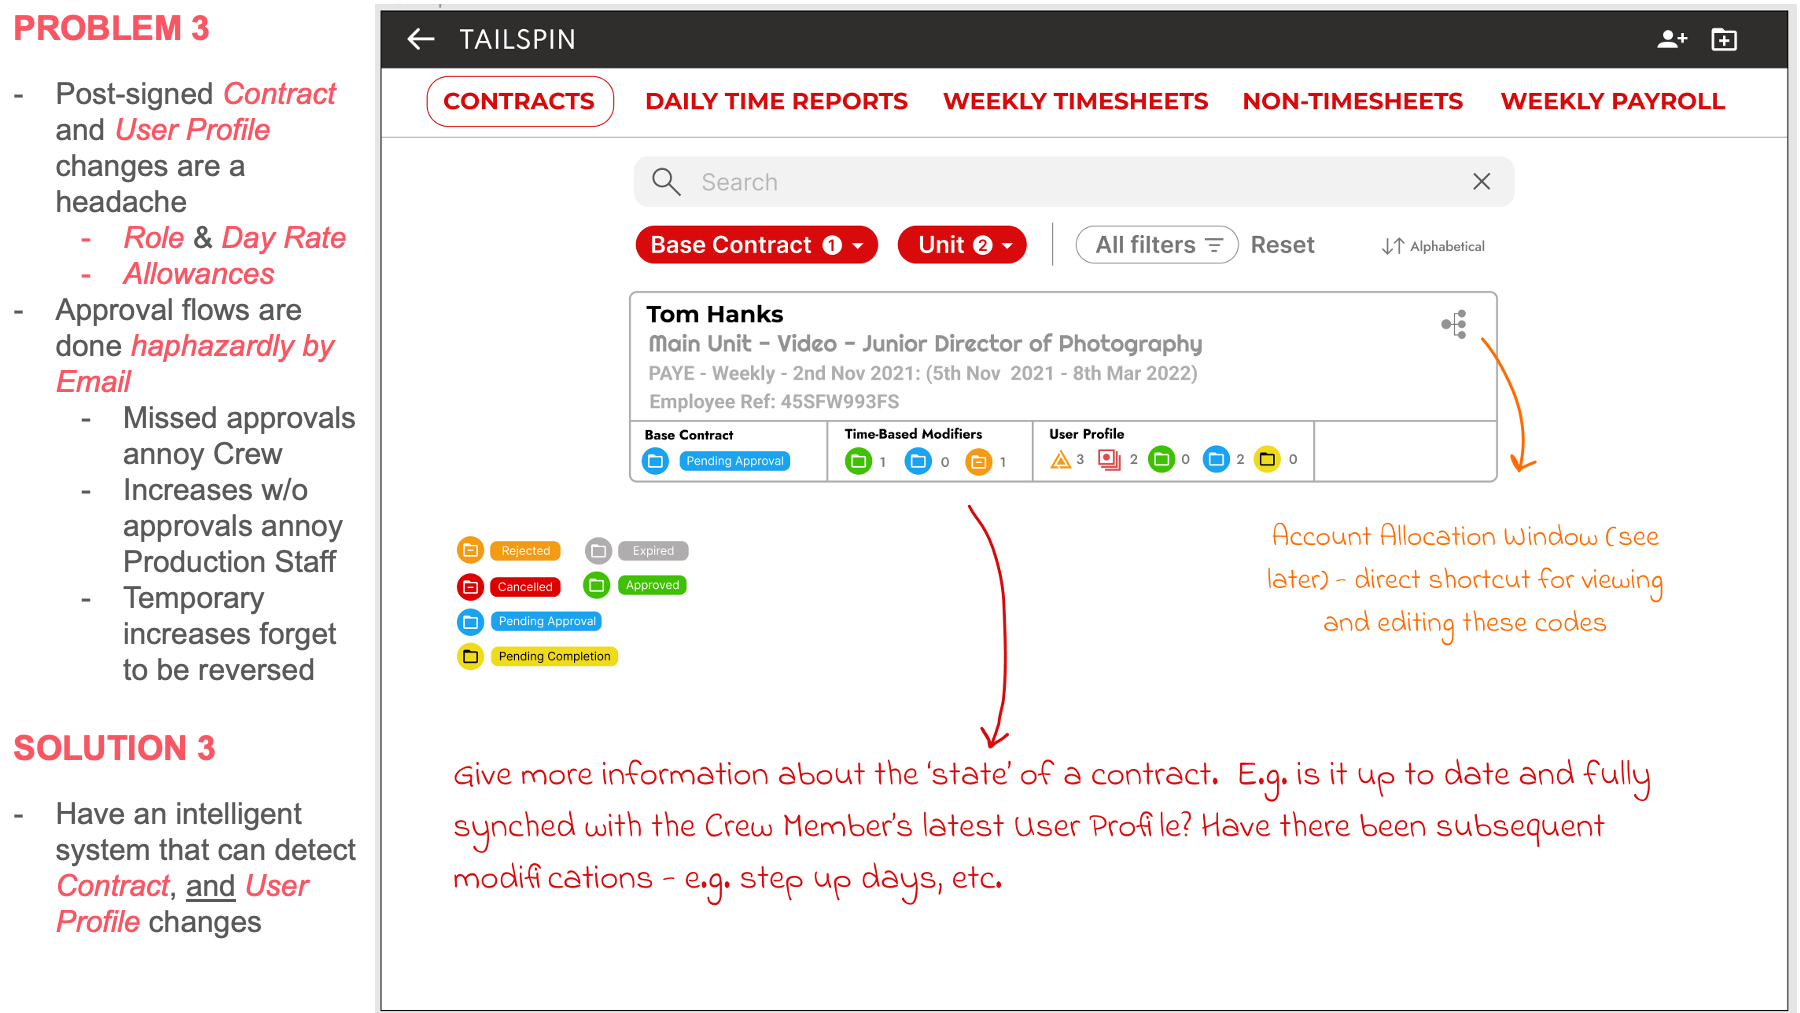 PROBLEM 3
- Post-signed Contract
and User Profile
changes are a
headache
- Role & Day Rate
- Allowances
- Approval flows are
done haphazardly by
Email
- Missed approvals
annoy Crew
- Increases w/o
approvals annoy
Production Staff
- Temporary
increases forget
to be reversed
SOLUTION 3
- Have an intelligent
system that can detect
Contract, and User
Profile changes
TAILSPIN
CONTRACTS DAILY TIME REPORTS WEEKLY TIMESHEETS NON-TIMESHEETS WEEKLY PAYROLL
Search
Base Contract 1 Unit 2 All filters Reset Alphabetical
Tom Hanks
Main Unit - Video - Junior Director of Photography
PAYE - Weekly - 2nd Nov 2021: (5th Nov 2021 - 8th Mar 2022)
Employee Ref: 45SFW993FS
Base Contract Time-Based Modifiers User Profile
Pending Approval 1 0 1 3 2 0 2 0
Rejected Expired
Cancelled Approved
Pending Approval
Pending Completion
Account Allocation Window (see
later) - direct shortcut for viewing
and editing these codes
Give more information about the 'state' of a contract. E.g. is it up to date and fully
synched with the Crew Member's latest User Profile? Have there been subsequent
modifications - e.g. step up days, etc.